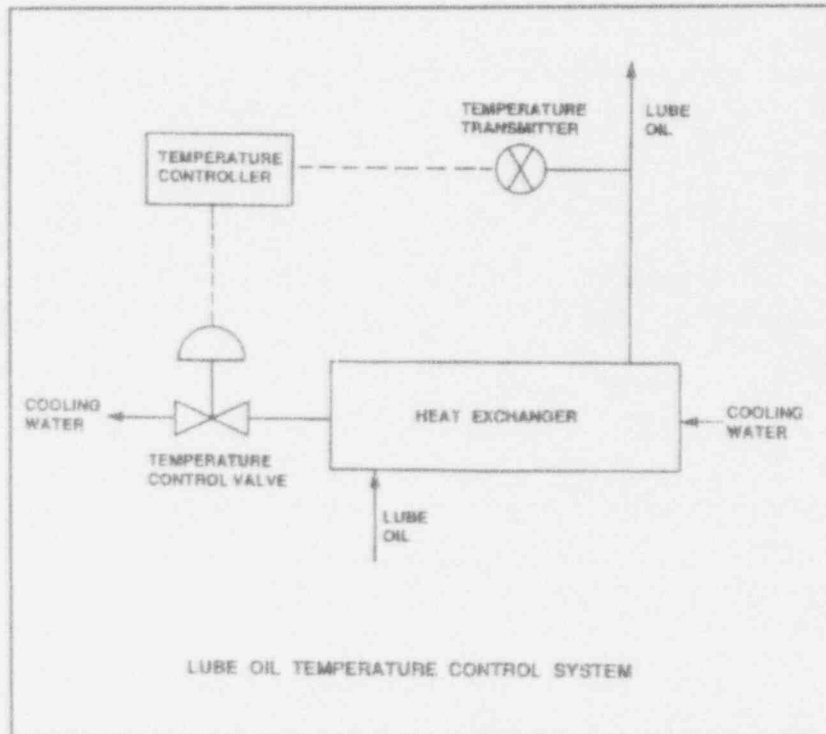 TEMPERATURE
TRANSMITTER
LUBE
OIL
TEMPERATURE
CONTROLLER
COOLING
WATER
HEAT EXCHANGER
COOLING
WATER
TEMPERATURE
CONTROL VALVE
LUBE
OIL
LUBE OIL TEMPERATURE CONTROL SYSTEM